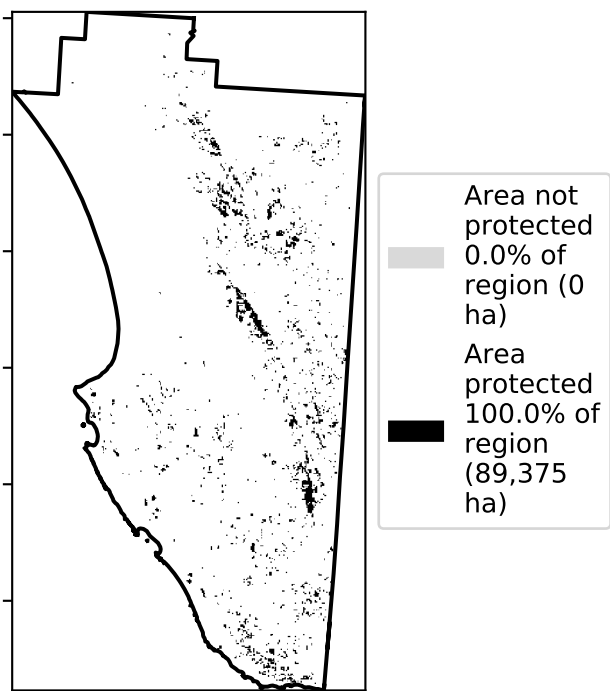 Area not
protected
0.0% of
region (0
ha)
Area
protected
100.0% of
region
(89,375
ha)